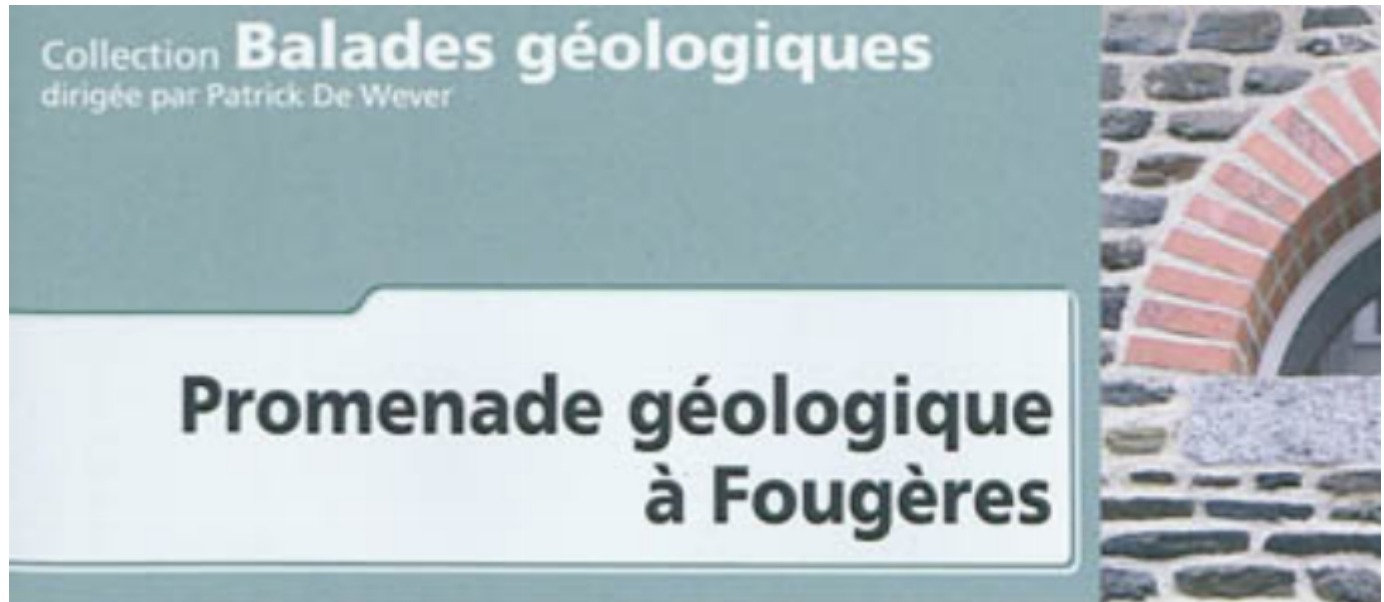 Collection Balades géologiques
dirigée par Patrick De Wever
Promenade géologique
à Fougères